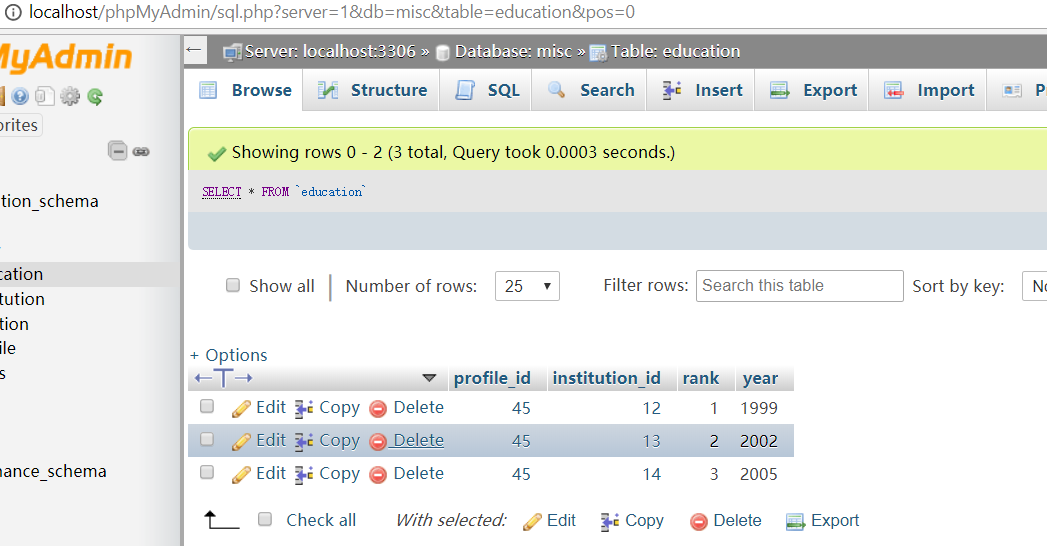 localhost/phpMyAdmin/sql.php?server=1&db=misc&table=education&pos=0
MyAdmin
Server: localhost:3306 » Database: misc » Table: education
Browse Structure SQL Search Insert Export Import P
orites
Showing rows 0 - 2 (3 total, Query took 0.0003 seconds.)
SELECT * FROM `education`
tion_schema
cation
tution
tion
ile
s
nance_schema
Show all Number of rows: 25 Filter rows: Search this table Sort by key: No
+ Options
←T→ profile_id institution_id rank year
Edit Copy Delete 45 12 1 1999
Edit Copy Delete 45 13 2 2002
Edit Copy Delete 45 14 3 2005
Check all With selected: Edit Copy Delete Export